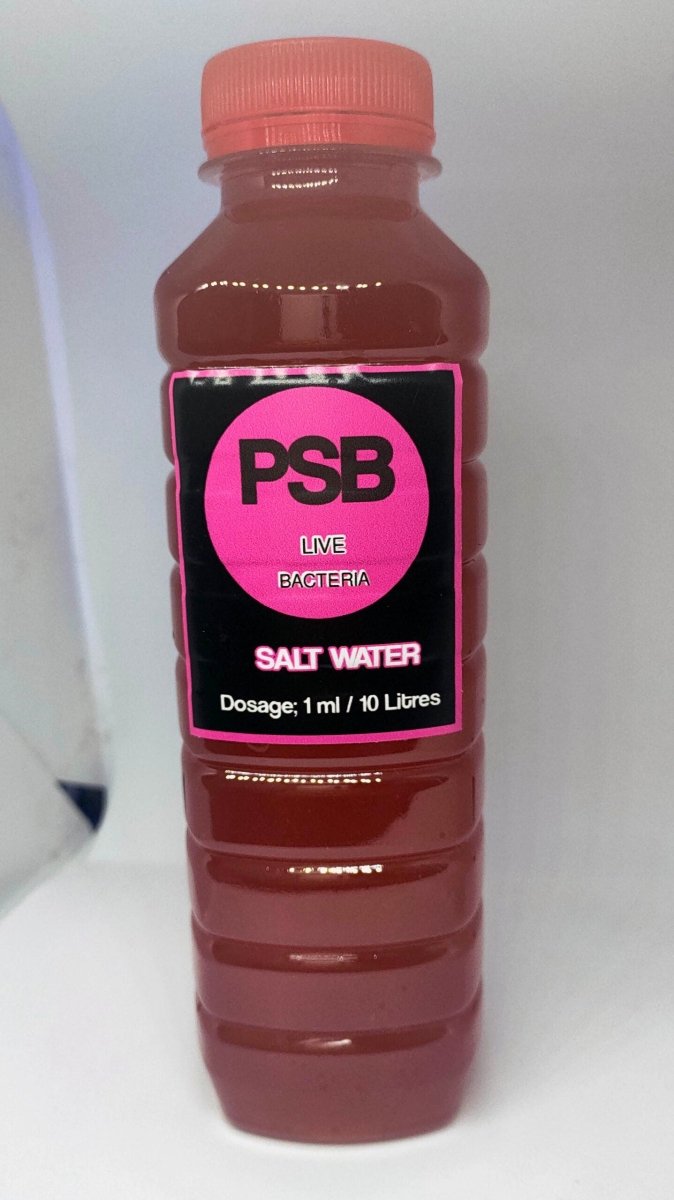 PSB
LIVE
BACTERIA
SALT WATER
Dosage; 1 ml / 10 Litres